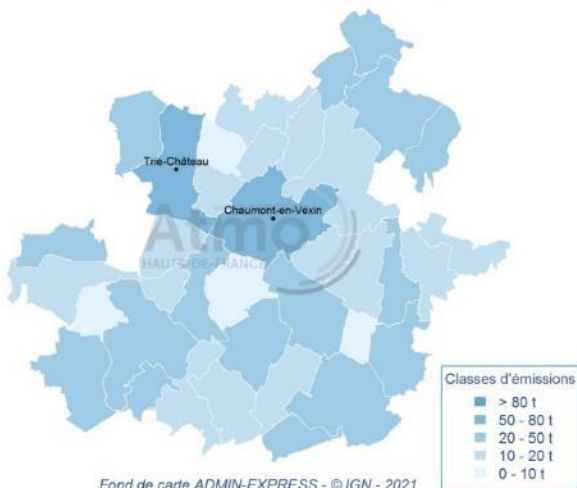 Trie-Château
Chaumont-en-Vexin
Atmo
HAUTS-DE-FRANCE
Classes d'émissions
> 80 t
50 - 80 t
20 - 50 t
10 - 20 t
0 - 10 t
Fond de carte ADMIN-EXPRESS - © IGN - 2021